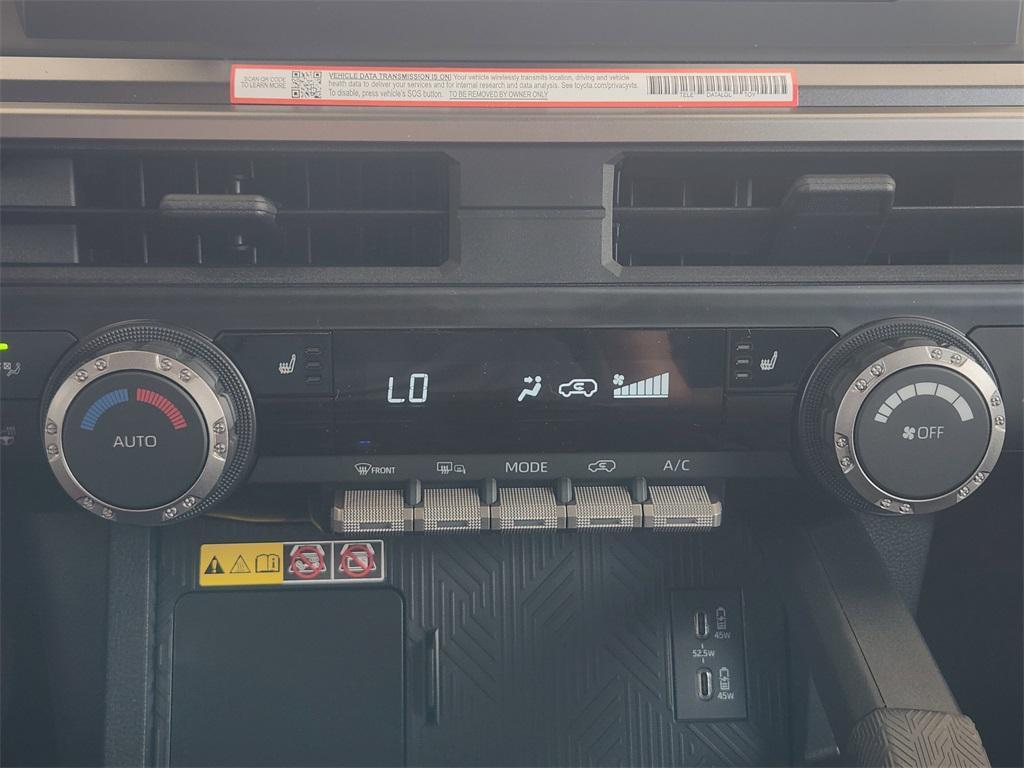 SCAN QR CODE
TO LEARN MORE
VEHICLE DATA TRANSMISSION IS ON! Your vehicle wirelessly transmits location, driving and vehicle
health data to deliver your services and for internal research and data analysis. See toyota.com/privacyvts.
To disable, press vehicle's SOS button. TO BE REMOVED BY OWNER ONLY
TELE DATALOG TOY
LO
AUTO
OFF
FRONT
MODE
A/C
45W
52.5W
45W